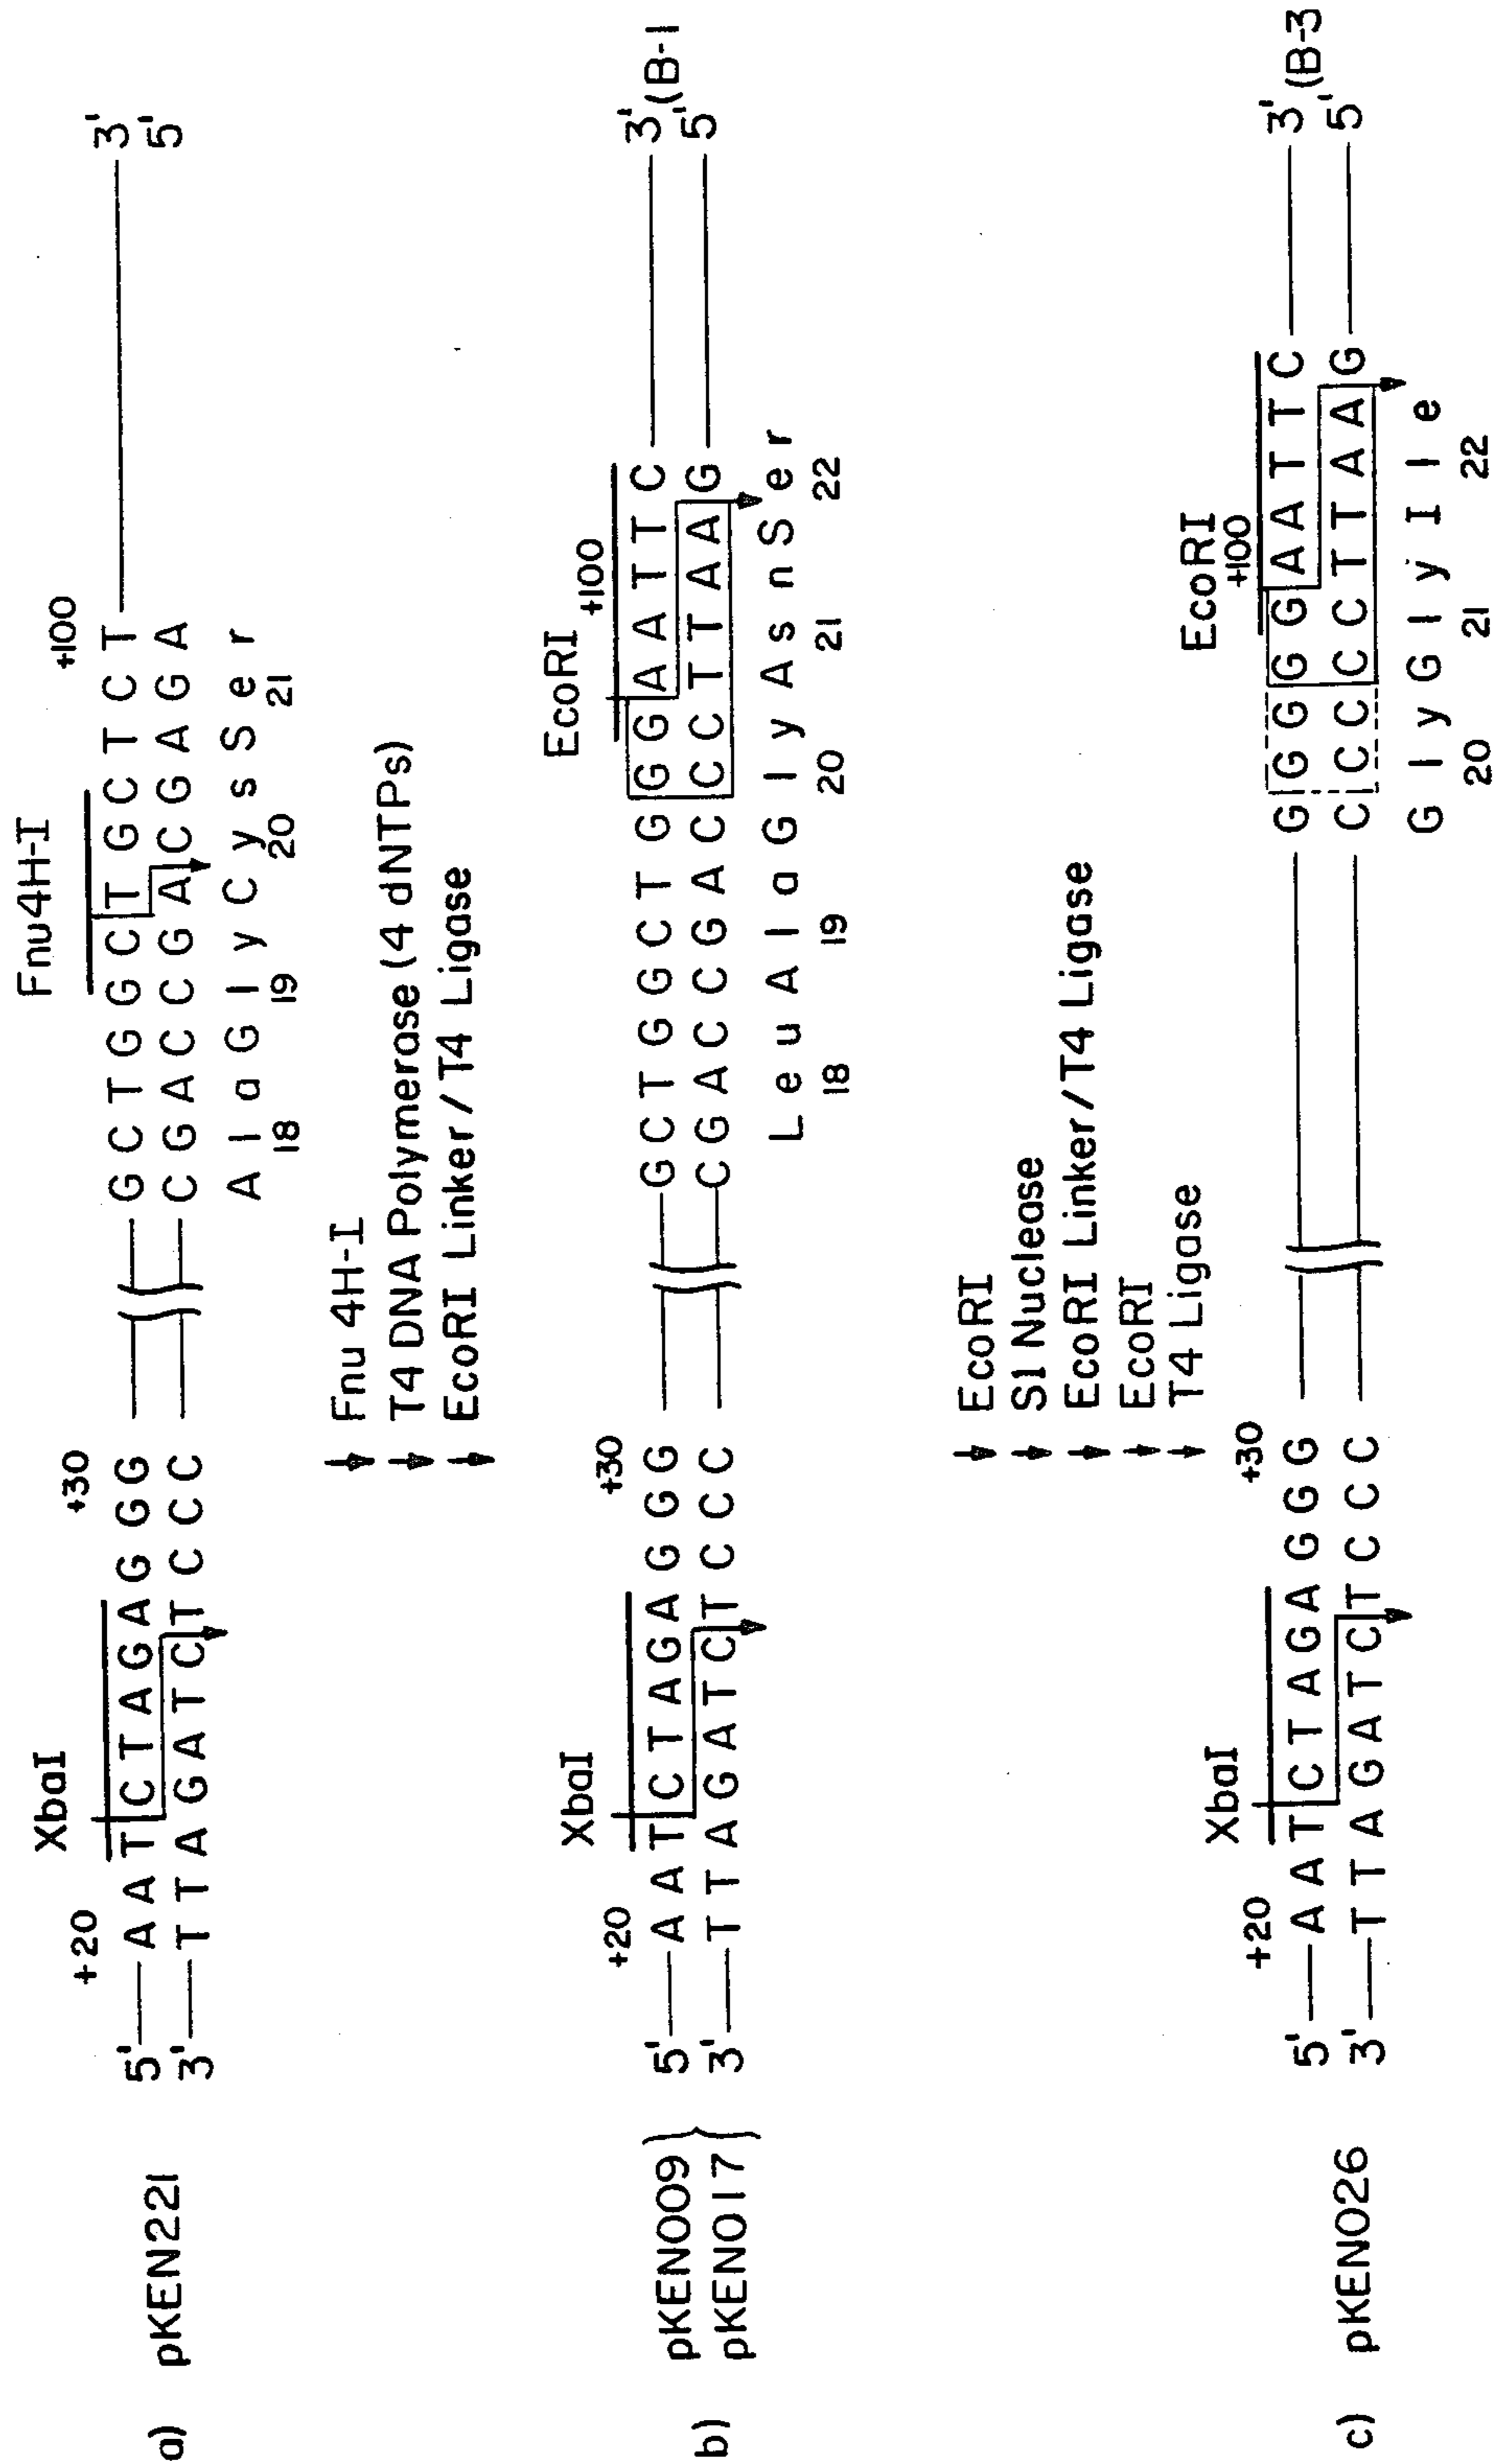 XbaI Fnu4H-I
+20 +30 +100
a) pKEN221 5'— A A T C T A G A G G G — G C T G G C T G C T C T — 3'
3'— T T A G A T C T C C C — C G A C C G A C G A G A 5'
A l a G l y C y s S e r
18 19 20 21
Fnu 4H-I
T4 DNA Polymerase (4 dNTPs)
EcoRI Linker / T4 Ligase
XbaI EcoRI
+20 +30 +100
b) pKEN009 5'— A A T C T A G A G G G — G C T G G C T G G G A A T T C — 3' (B-1
pKEN017 3'— T T A G A T C T C C C — C G A C C G A C C C T T A A G — 5'
L e u A l a G l y A s n S e r
18 19 20 21 22
EcoRI
S1 Nuclease
EcoRI Linker/T4 Ligase
EcoRI
T4 Ligase
XbaI EcoRI
+20 +30 +100
c) pKEN026 5'— A A T C T A G A G G G — G G G G G A A T T C — 3' (B-3
3'— T T A G A T C T C C C — C C C C C T T A A G — 5'
G l y G l y I l e
20 21 22